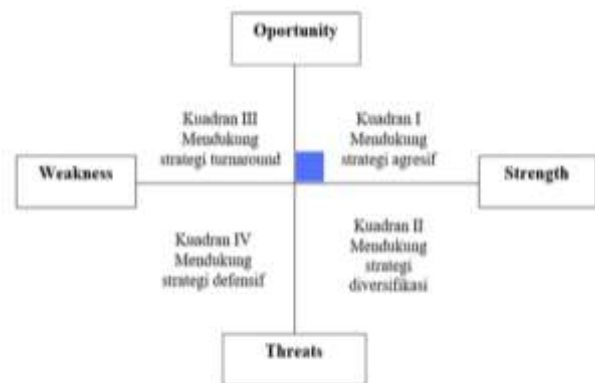 Oportunity
Kuadran III
Mendukung
strategi turnaround
Kuadran I
Mendukung
strategi agresif
Weakness
Strength
Kuadran IV
Mendukung
strategi defensif
Kuadran II
Mendukung
strategi
diversifikasi
Threats